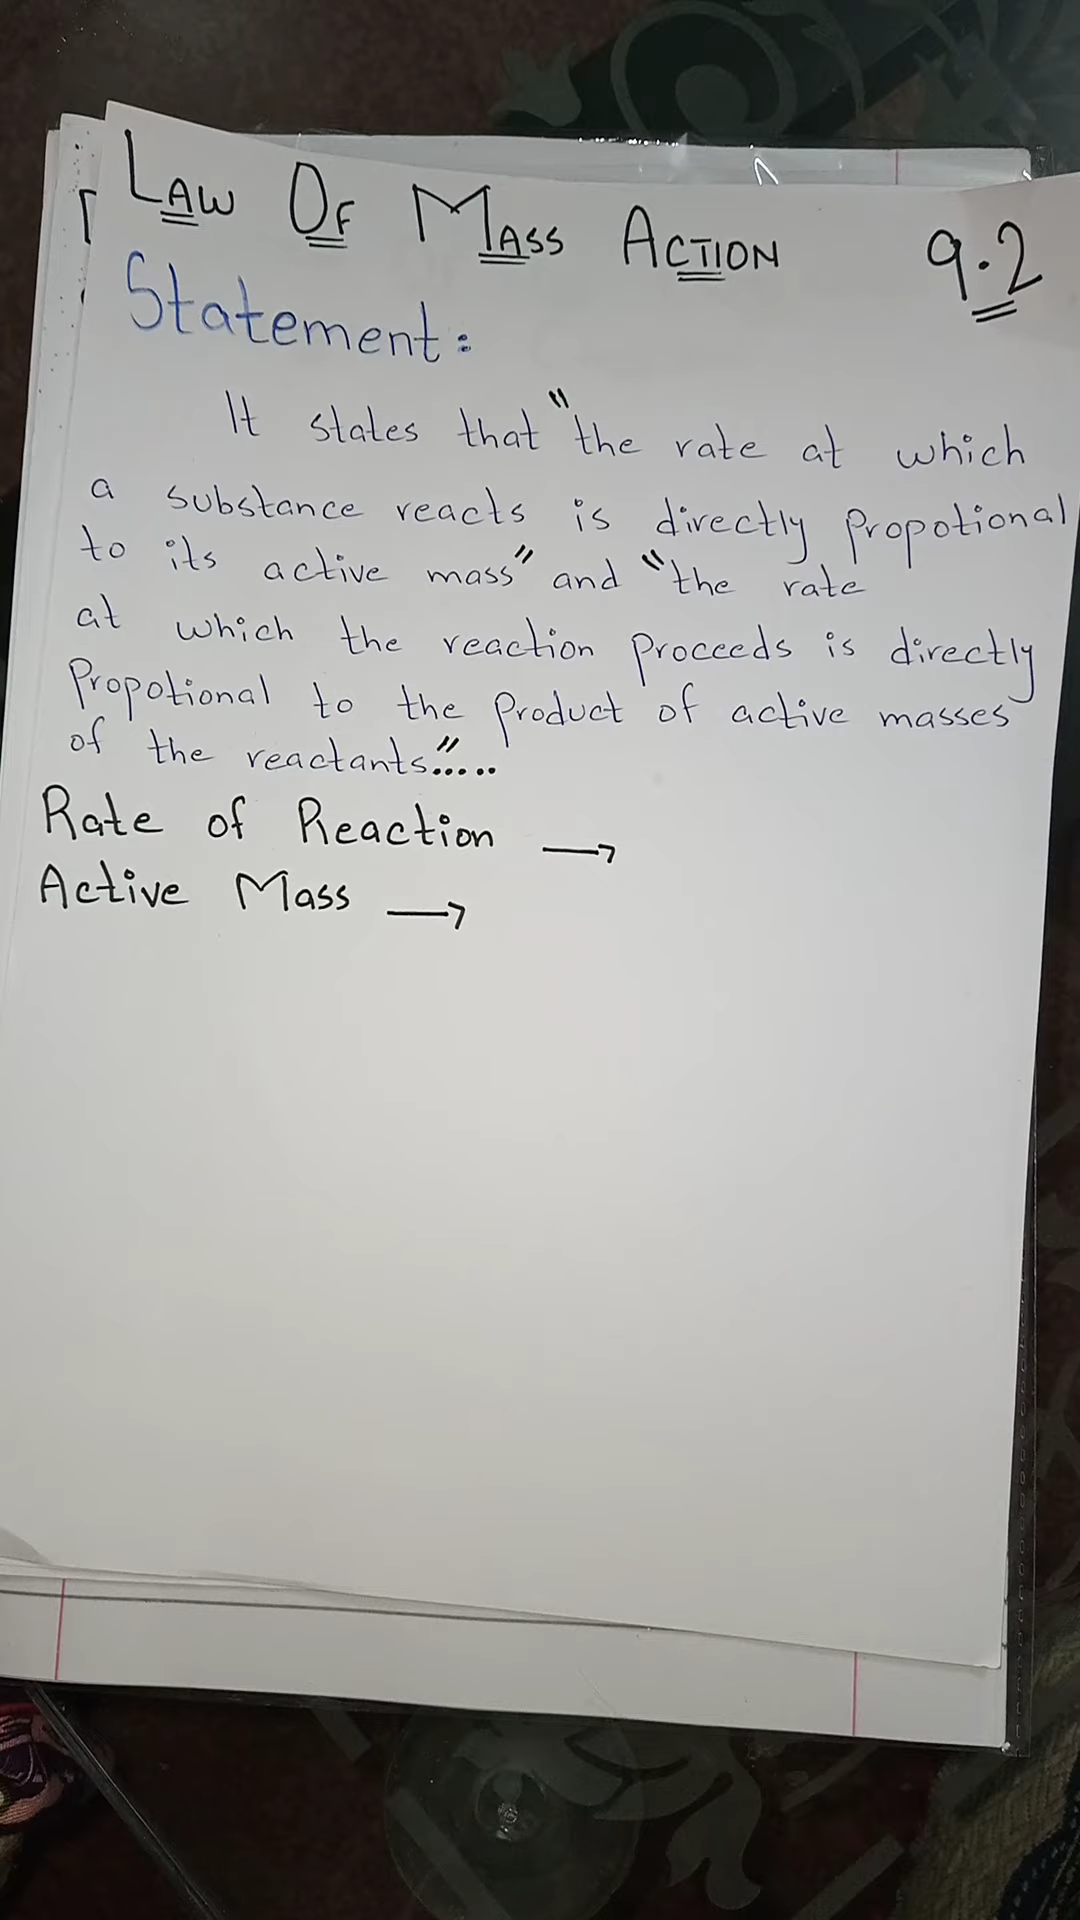 LAW OF MASS ACTION 9.2
Statement:
It states that "the rate at which
a substance reacts is directly Propotional
to its active mass" and "the rate
at which the reaction Proceeds is directly
Propotional to the Product of active masses
of the reactants".....
Rate of Reaction →
Active Mass →